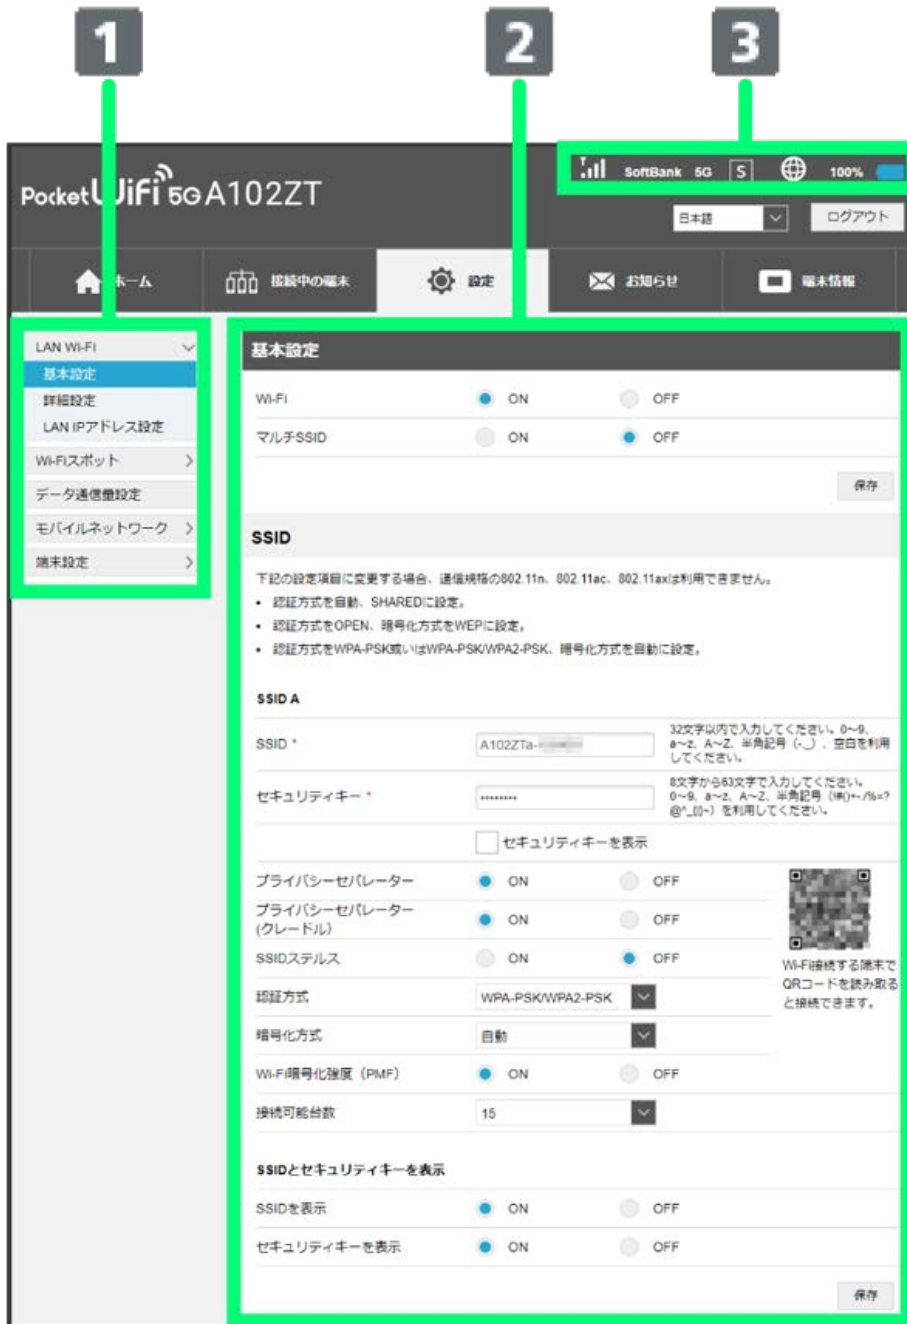 1
2
3
SoftBank 5G S 100%
Pocket WiFi 5G A102ZT
日本語
ログアウト
ホーム
接続中の端末
設定
お知らせ
端末情報
LAN Wi-Fi
基本設定
詳細設定
LAN IPアドレス設定
Wi-Fiスポット
データ通信量設定
モバイルネットワーク
端末設定
基本設定
Wi-Fi ON OFF
マルチSSID ON OFF
保存
SSID
下記の設定項目に変更する場合、通信規格の802.11n、802.11ac、802.11axは利用できません。
• 認証方式を自動、SHAREDに設定。
• 認証方式をOPEN、暗号化方式をWEPに設定。
• 認証方式をWPA-PSK或いはWPA-PSK/WPA2-PSK、暗号化方式を自動に設定。
SSID A
SSID *
A102ZTa-
32文字以内で入力してください。0～9、
a～z、A～Z、半角記号（-._）、空白を利用
してください。
セキュリティキー *
........
8文字から63文字で入力してください。
0～9、a～z、A～Z、半角記号（!#()+-./%=?
@^_{}~）を利用してください。
セキュリティキーを表示
プライバシーセパレーター ON OFF
プライバシーセパレーター
(クレードル) ON OFF
SSIDステルス ON OFF
Wi-Fi接続する端末で
QRコードを読み取る
と接続できます。
認証方式 WPA-PSK/WPA2-PSK
暗号化方式 自動
Wi-Fi暗号化強度（PMF） ON OFF
接続可能台数 15
SSIDとセキュリティキーを表示
SSIDを表示 ON OFF
セキュリティキーを表示 ON OFF
保存